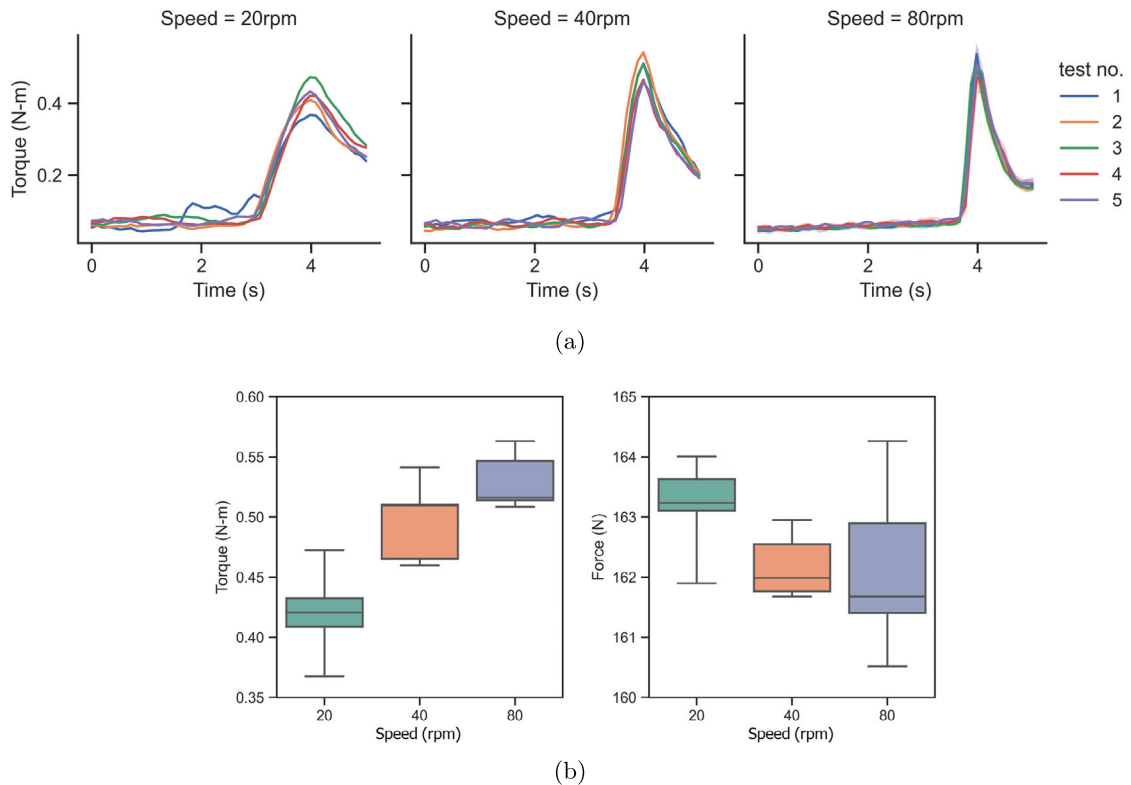 Speed = 20rpm
Speed = 40rpm
Speed = 80rpm
Torque (N-m)
0.4
0.2
test no.
1
2
3
4
5
0 2 4
0 2 4
0 2 4
Time (s)
Time (s)
Time (s)
(a)
Torque (N-m)
0.60
0.55
0.50
0.45
0.40
0.35
20 40 80
Speed (rpm)
Force (N)
165
164
163
162
161
160
20 40 80
Speed (rpm)
(b)